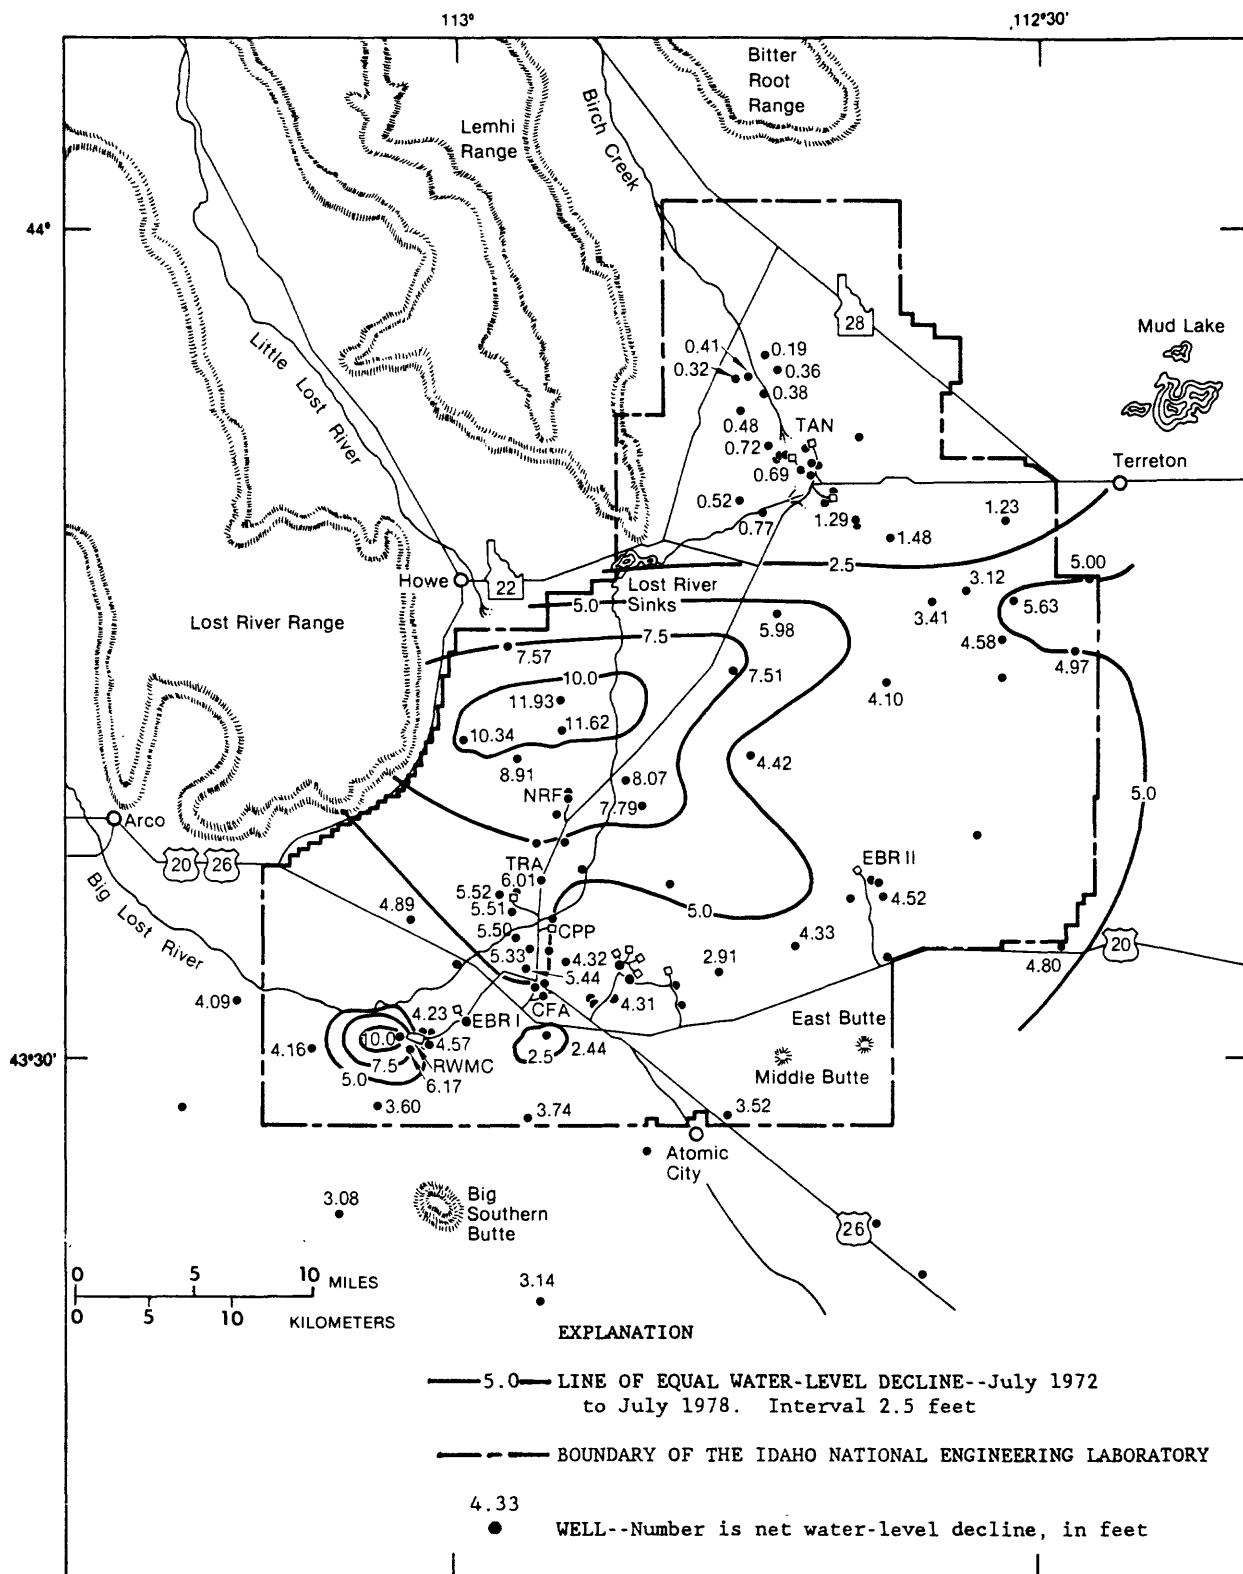 113°
112°30'
Bitter
Root
Range
Lemhi
Range
Birch Creek
44°
28
Mud Lake
0.41
0.19
0.32
0.36
0.38
Little Lost River
0.48
TAN
0.72
0.69
Terreton
0.52
0.77
1.29
1.23
1.48
2.5
Howe
22
Lost River
Sinks
5.00
3.12
5.0
5.63
3.41
5.98
Lost River Range
7.5
4.58
7.57
4.97
7.51
10.0
4.10
11.93
11.62
10.34
4.42
8.91
8.07
5.0
NRF
7.79
Arco
20
26
EBR II
TRA
6.01
5.52
4.52
Big Lost River
4.89
5.51
5.0
CPP
5.50
4.33
5.33
4.32
20
5.44
2.91
4.80
4.09
4.31
CFA
4.23
EBR I
East Butte
10.0
4.57
2.44
4.16
2.5
43°30'
7.5
RWMC
Middle Butte
5.0
6.17
3.60
3.74
3.52
Atomic
City
3.08
Big
Southern
Butte
26
0 5 10 MILES
3.14
0 5 10 KILOMETERS
EXPLANATION
5.0 LINE OF EQUAL WATER-LEVEL DECLINE--July 1972
to July 1978. Interval 2.5 feet
BOUNDARY OF THE IDAHO NATIONAL ENGINEERING LABORATORY
4.33
WELL--Number is net water-level decline, in feet